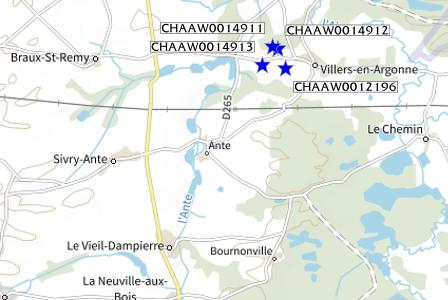 CHAAW0014911
CHAAW0014912
CHAAW0014913
Braux-St-Remy
Villers-en-Argonne
CHAAW0012196
D265
Le Chemin
Ante
Sivry-Ante
l'Ante
Le Vieil-Dampierre
Bournonville
La Neuville-aux-
Bois